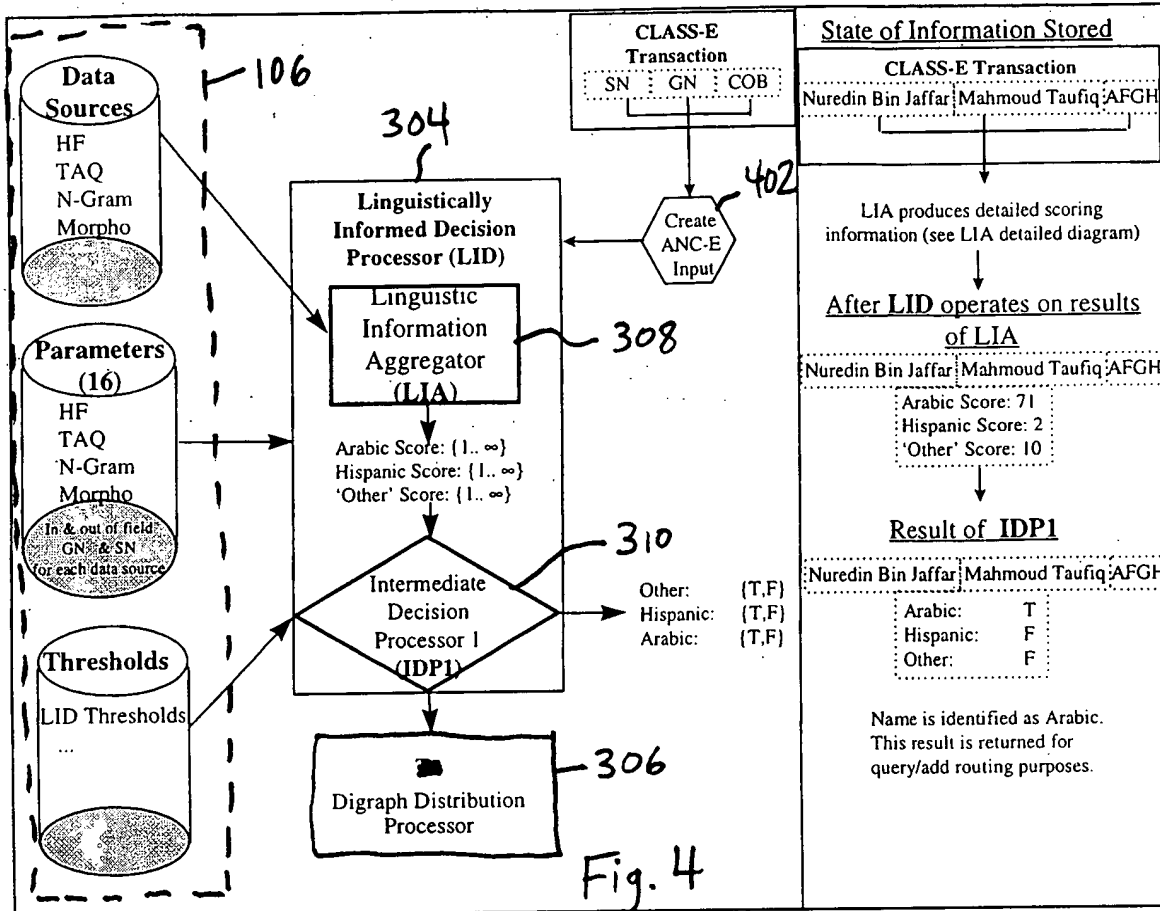 106
Data
Sources
HF
TAQ
N-Gram
Morpho
Parameters
(16)
HF
TAQ
N-Gram
Morpho
In & out of field
GN & SN
for each data source
Thresholds
LID Thresholds
...
304
Linguistically
Informed Decision
Processor (LID)
Linguistic
Information
Aggregator
(LIA)
308
Arabic Score: {1.. ∞}
Hispanic Score: {1.. ∞}
'Other' Score: {1.. ∞}
310
Intermediate
Decision
Processor 1
(IDP1)
Other: {T,F}
Hispanic: {T,F}
Arabic: {T,F}
306
Digraph Distribution
Processor
CLASS-E
Transaction
SN GN COB
402
Create
ANC-E
Input
Fig. 4
State of Information Stored
CLASS-E Transaction
Nuredin Bin Jaffar Mahmoud Taufiq AFGH
LIA produces detailed scoring
information (see LIA detailed diagram)
After LID operates on results
of LIA
Nuredin Bin Jaffar Mahmoud Taufiq AFGH
Arabic Score: 71
Hispanic Score: 2
'Other' Score: 10
Result of IDP1
Nuredin Bin Jaffar Mahmoud Taufiq AFGH
Arabic: T
Hispanic: F
Other: F
Name is identified as Arabic.
This result is returned for
query/add routing purposes.